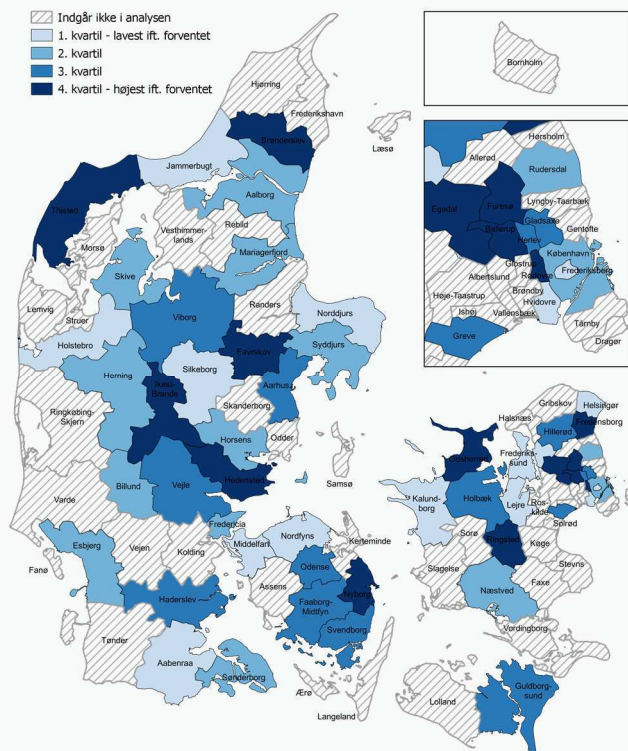 Indgår ikke i analysen
1. kvartil - lavest ift. forventet
2. kvartil
3. kvartil
4. kvartil - højest ift. forventet
Hjørring
Frederikshavn
Læsø
Brønderslev
Jammerbugt
Thisted
Aalborg
Vesthimmer-
lands
Rebild
Morsø
Mariagerfjord
Skive
Lemvig
Struer
Viborg
Randers
Norddjurs
Holstebro
Favrskov
Syddjurs
Herning
Silkeborg
Ikast-
Brande
Aarhus
Skanderborg
Ringkøbing-
Skjern
Odder
Horsens
Samsø
Hedensted
Billund
Vejle
Varde
Fredericia
Esbjerg
Vejen
Kolding
Middelfart
Nordfyns
Kerteminde
Fanø
Odense
Assens
Nyborg
Haderslev
Faaborg-
Midtfyn
Svendborg
Tønder
Aabenraa
Sønderborg
Ærø
Langeland
Bornholm
Hørsholm
Allerød
Rudersdal
Lyngby-Taarbæk
Egedal
Furesø
Gladsaxe
Gentofte
Ballerup
Herlev
København
Glostrup
Frederiksberg
Albertslund
Rødovre
Brøndby
Høje-Taastrup
Hvidovre
Ishøj
Vallensbæk
Tårnby
Greve
Dragør
Gribskov
Helsingør
Halsnæs
Hillerød
Fredensborg
Odsherred
Frederiks-
sund
Kalund-
borg
Holbæk
Lejre
Ros-
kilde
Solrød
Sorø
Ringsted
Køge
Slagelse
Stevns
Faxe
Næstved
Vordingborg
Guldborg-
sund
Lolland